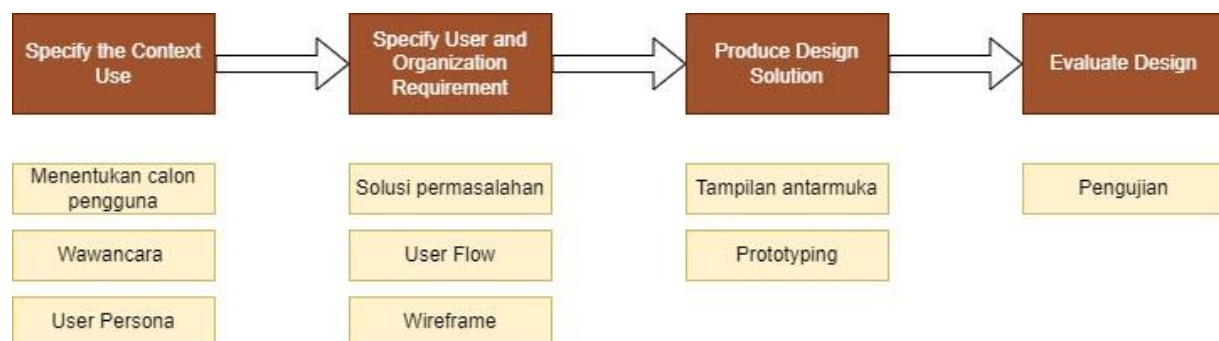 Specify the Context
Use
Specify User and
Organization
Requirement
Produce Design
Solution
Evaluate Design
Menentukan calon
pengguna
Solusi permasalahan
Tampilan antarmuka
Pengujian
Wawancara
User Flow
Prototyping
User Persona
Wireframe